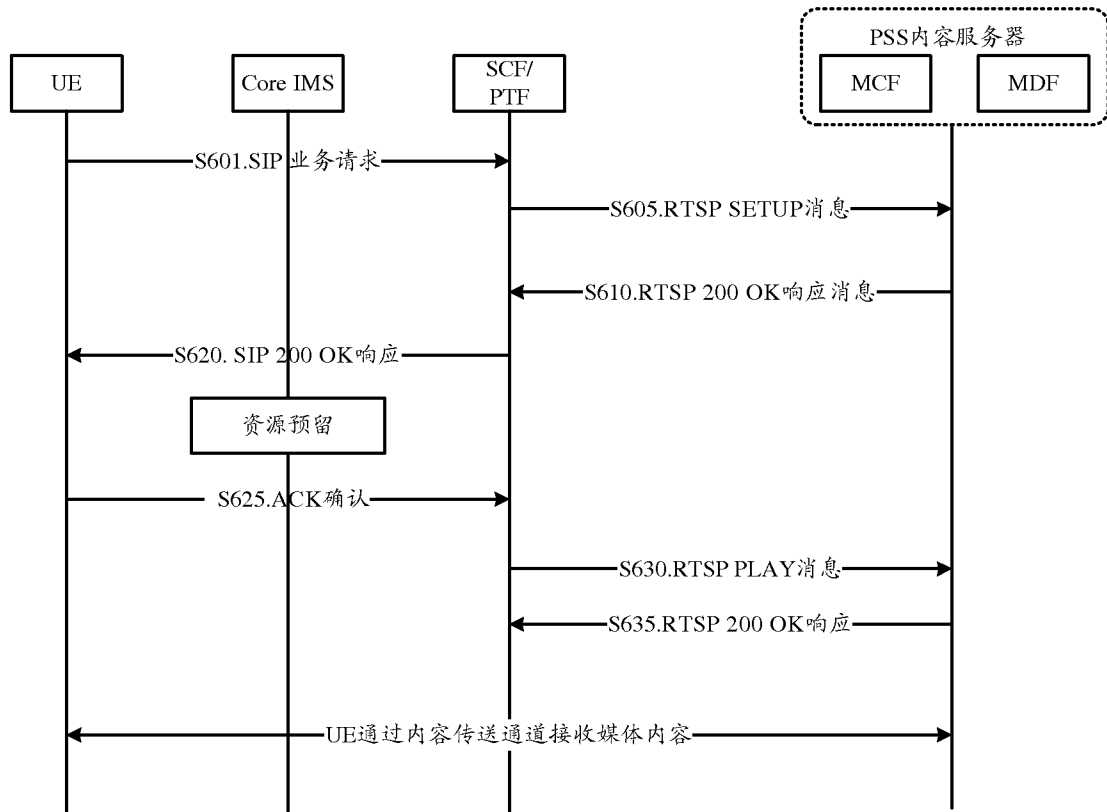 PSS内容服务器
UE
Core IMS
SCF/
PTF
MCF
MDF
S601.SIP 业务请求
S605.RTSP SETUP消息
S610.RTSP 200 OK响应消息
S620. SIP 200 OK响应
资源预留
S625.ACK确认
S630.RTSP PLAY消息
S635.RTSP 200 OK响应
UE通过内容传送通道接收媒体内容